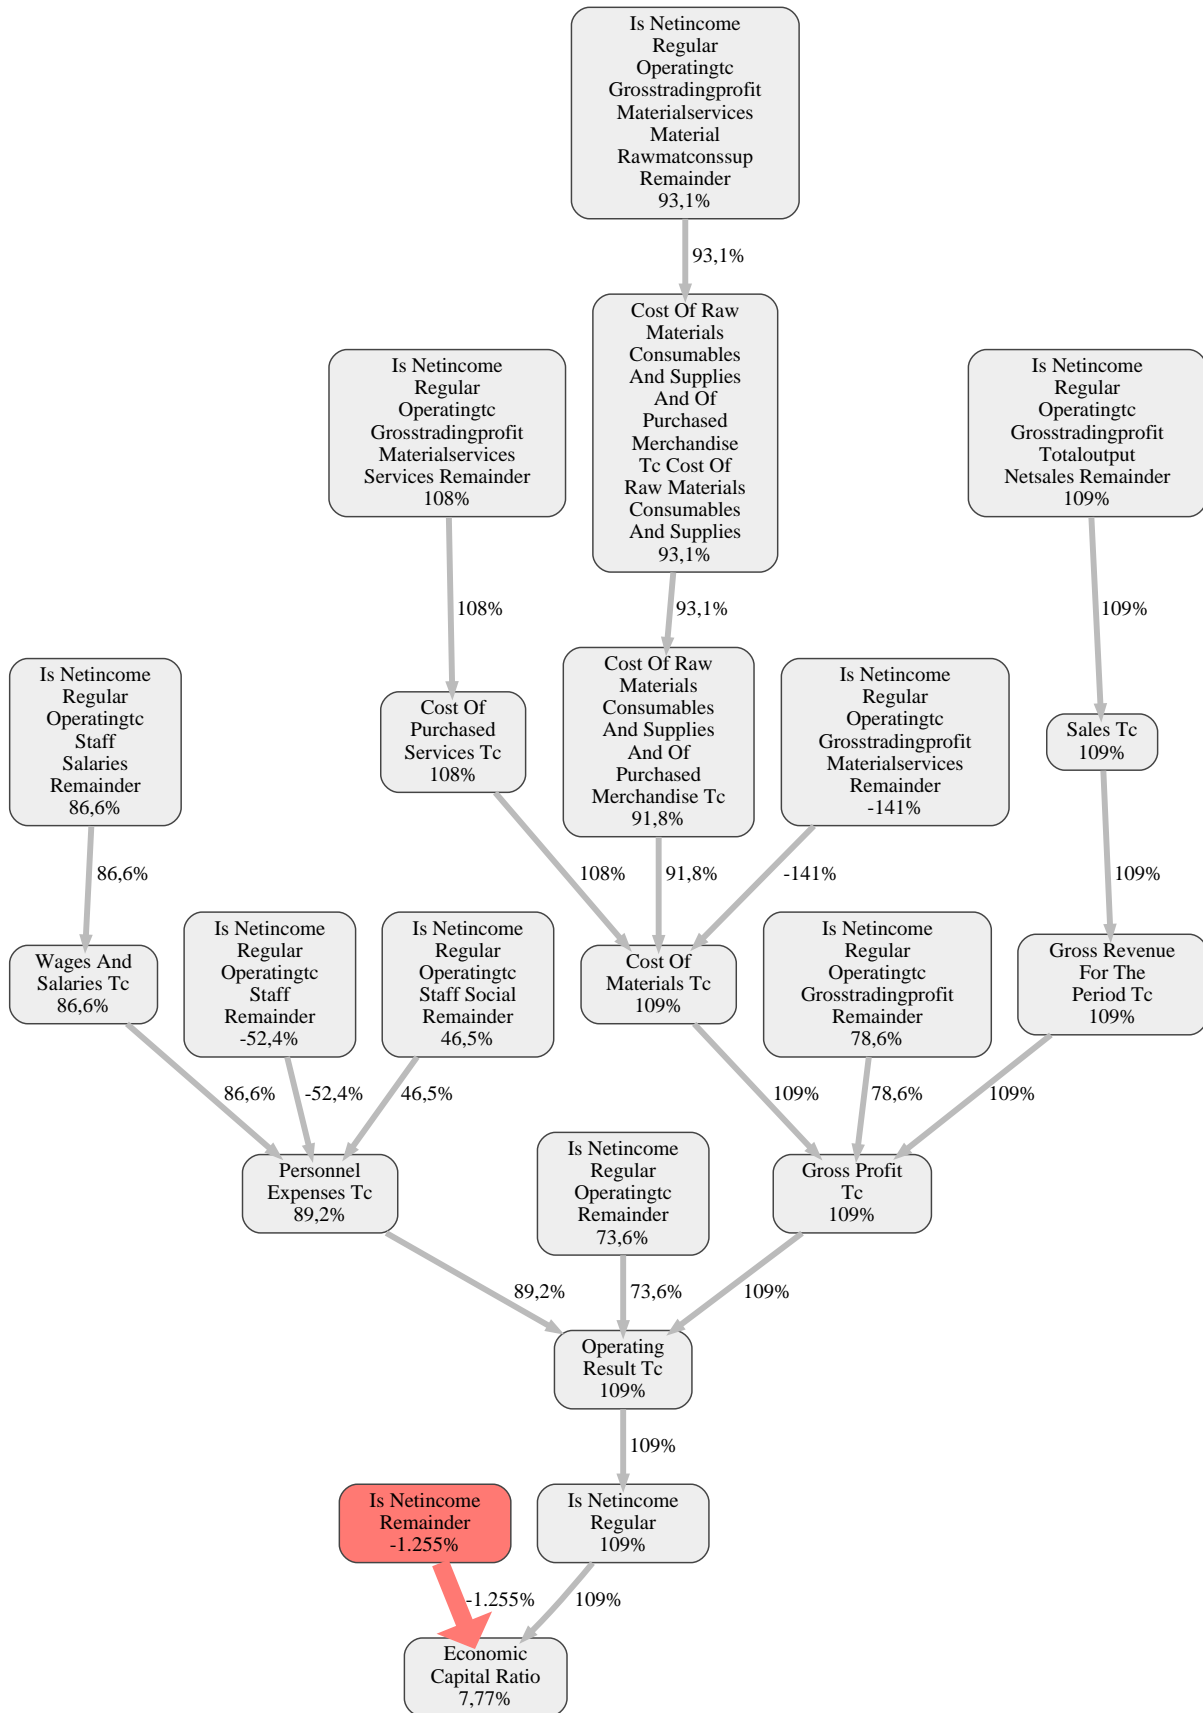 Is Netincome
Regular
Operatingtc
Grosstradingprofit
Materialservices
Material
Rawmatconssup
Remainder
93,1%
93,1%
Cost Of Raw
Materials
Consumables
And Supplies
And Of
Purchased
Merchandise
Tc Cost Of
Raw Materials
Consumables
And Supplies
93,1%
Is Netincome
Regular
Operatingtc
Grosstradingprofit
Materialservices
Services Remainder
108%
Is Netincome
Regular
Operatingtc
Grosstradingprofit
Totaloutput
Netsales Remainder
109%
108%
93,1%
109%
Is Netincome
Regular
Operatingtc
Staff
Salaries
Remainder
86,6%
Cost Of
Purchased
Services Tc
108%
Cost Of Raw
Materials
Consumables
And Supplies
And Of
Purchased
Merchandise Tc
91,8%
Is Netincome
Regular
Operatingtc
Grosstradingprofit
Materialservices
Remainder
-141%
Sales Tc
109%
86,6%
108%
91,8%
-141%
109%
Wages And
Salaries Tc
86,6%
Is Netincome
Regular
Operatingtc
Staff
Remainder
-52,4%
Is Netincome
Regular
Operatingtc
Staff Social
Remainder
46,5%
Cost Of
Materials Tc
109%
Is Netincome
Regular
Operatingtc
Grosstradingprofit
Remainder
78,6%
Gross Revenue
For The
Period Tc
109%
86,6%
-52,4%
46,5%
109%
78,6%
109%
Personnel
Expenses Tc
89,2%
Is Netincome
Regular
Operatingtc
Remainder
73,6%
Gross Profit
Tc
109%
89,2%
73,6%
109%
Operating
Result Tc
109%
109%
Is Netincome
Remainder
-1.255%
Is Netincome
Regular
109%
-1.255%
109%
Economic
Capital Ratio
7,77%